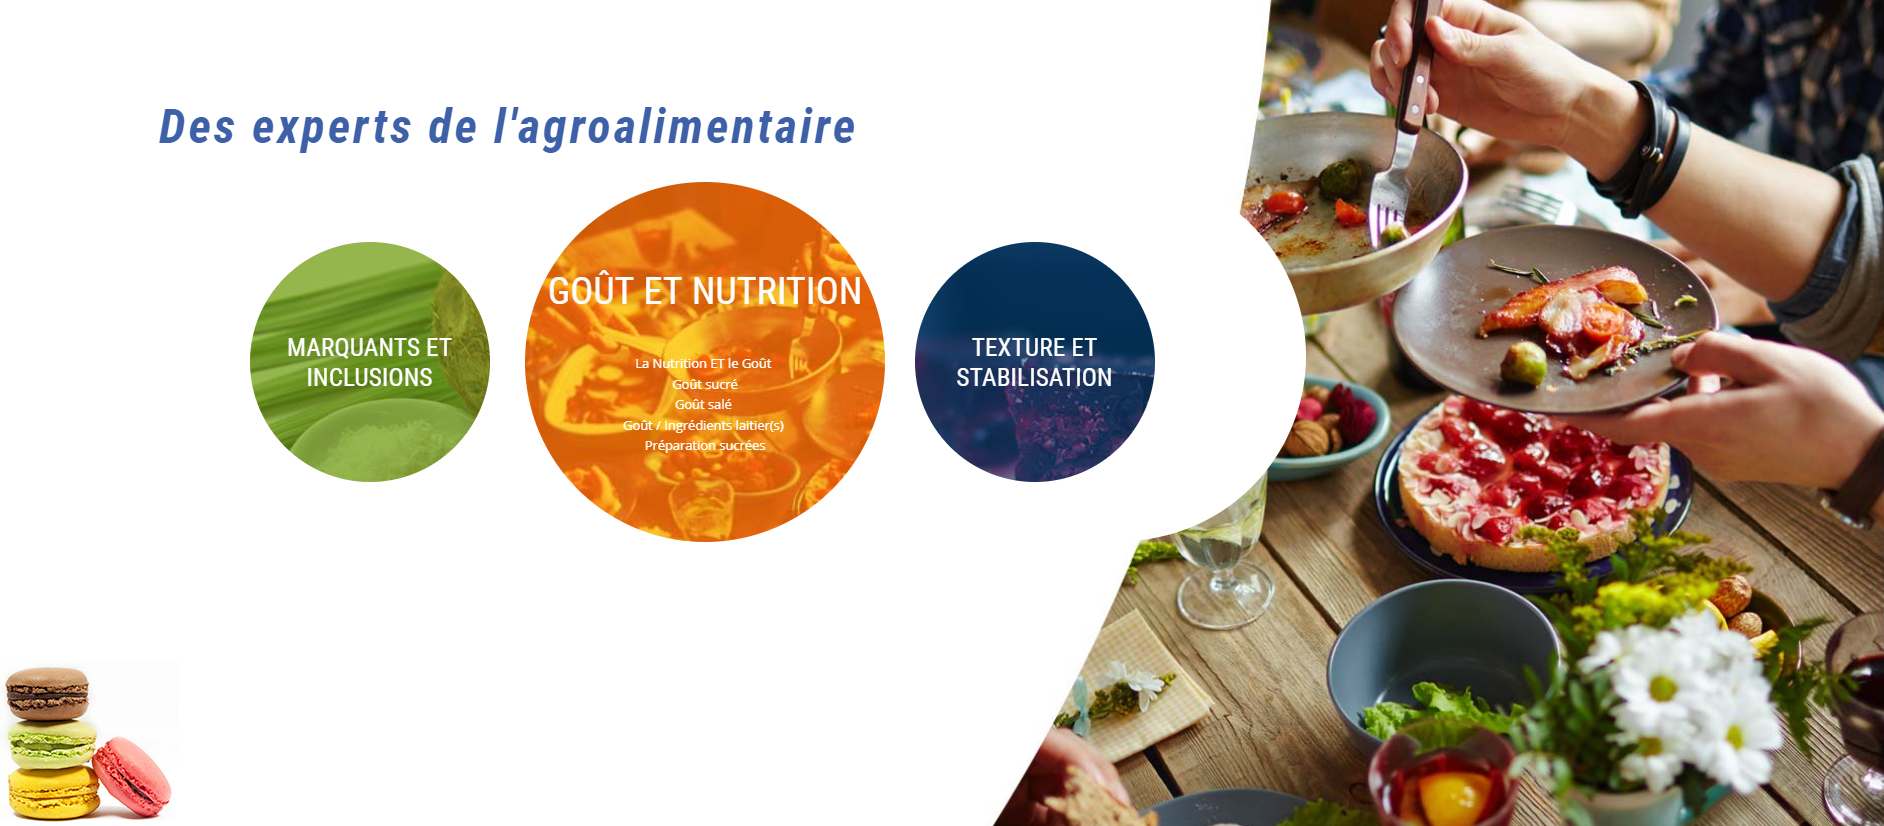 Des experts de l'agroalimentaire
MARQUANTS ET
INCLUSIONS
GOÛT ET NUTRITION
La Nutrition ET le Goût
Goût sucré
Goût salé
Goût / Ingrédients laitier(s)
Préparation sucrées
TEXTURE ET
STABILISATION